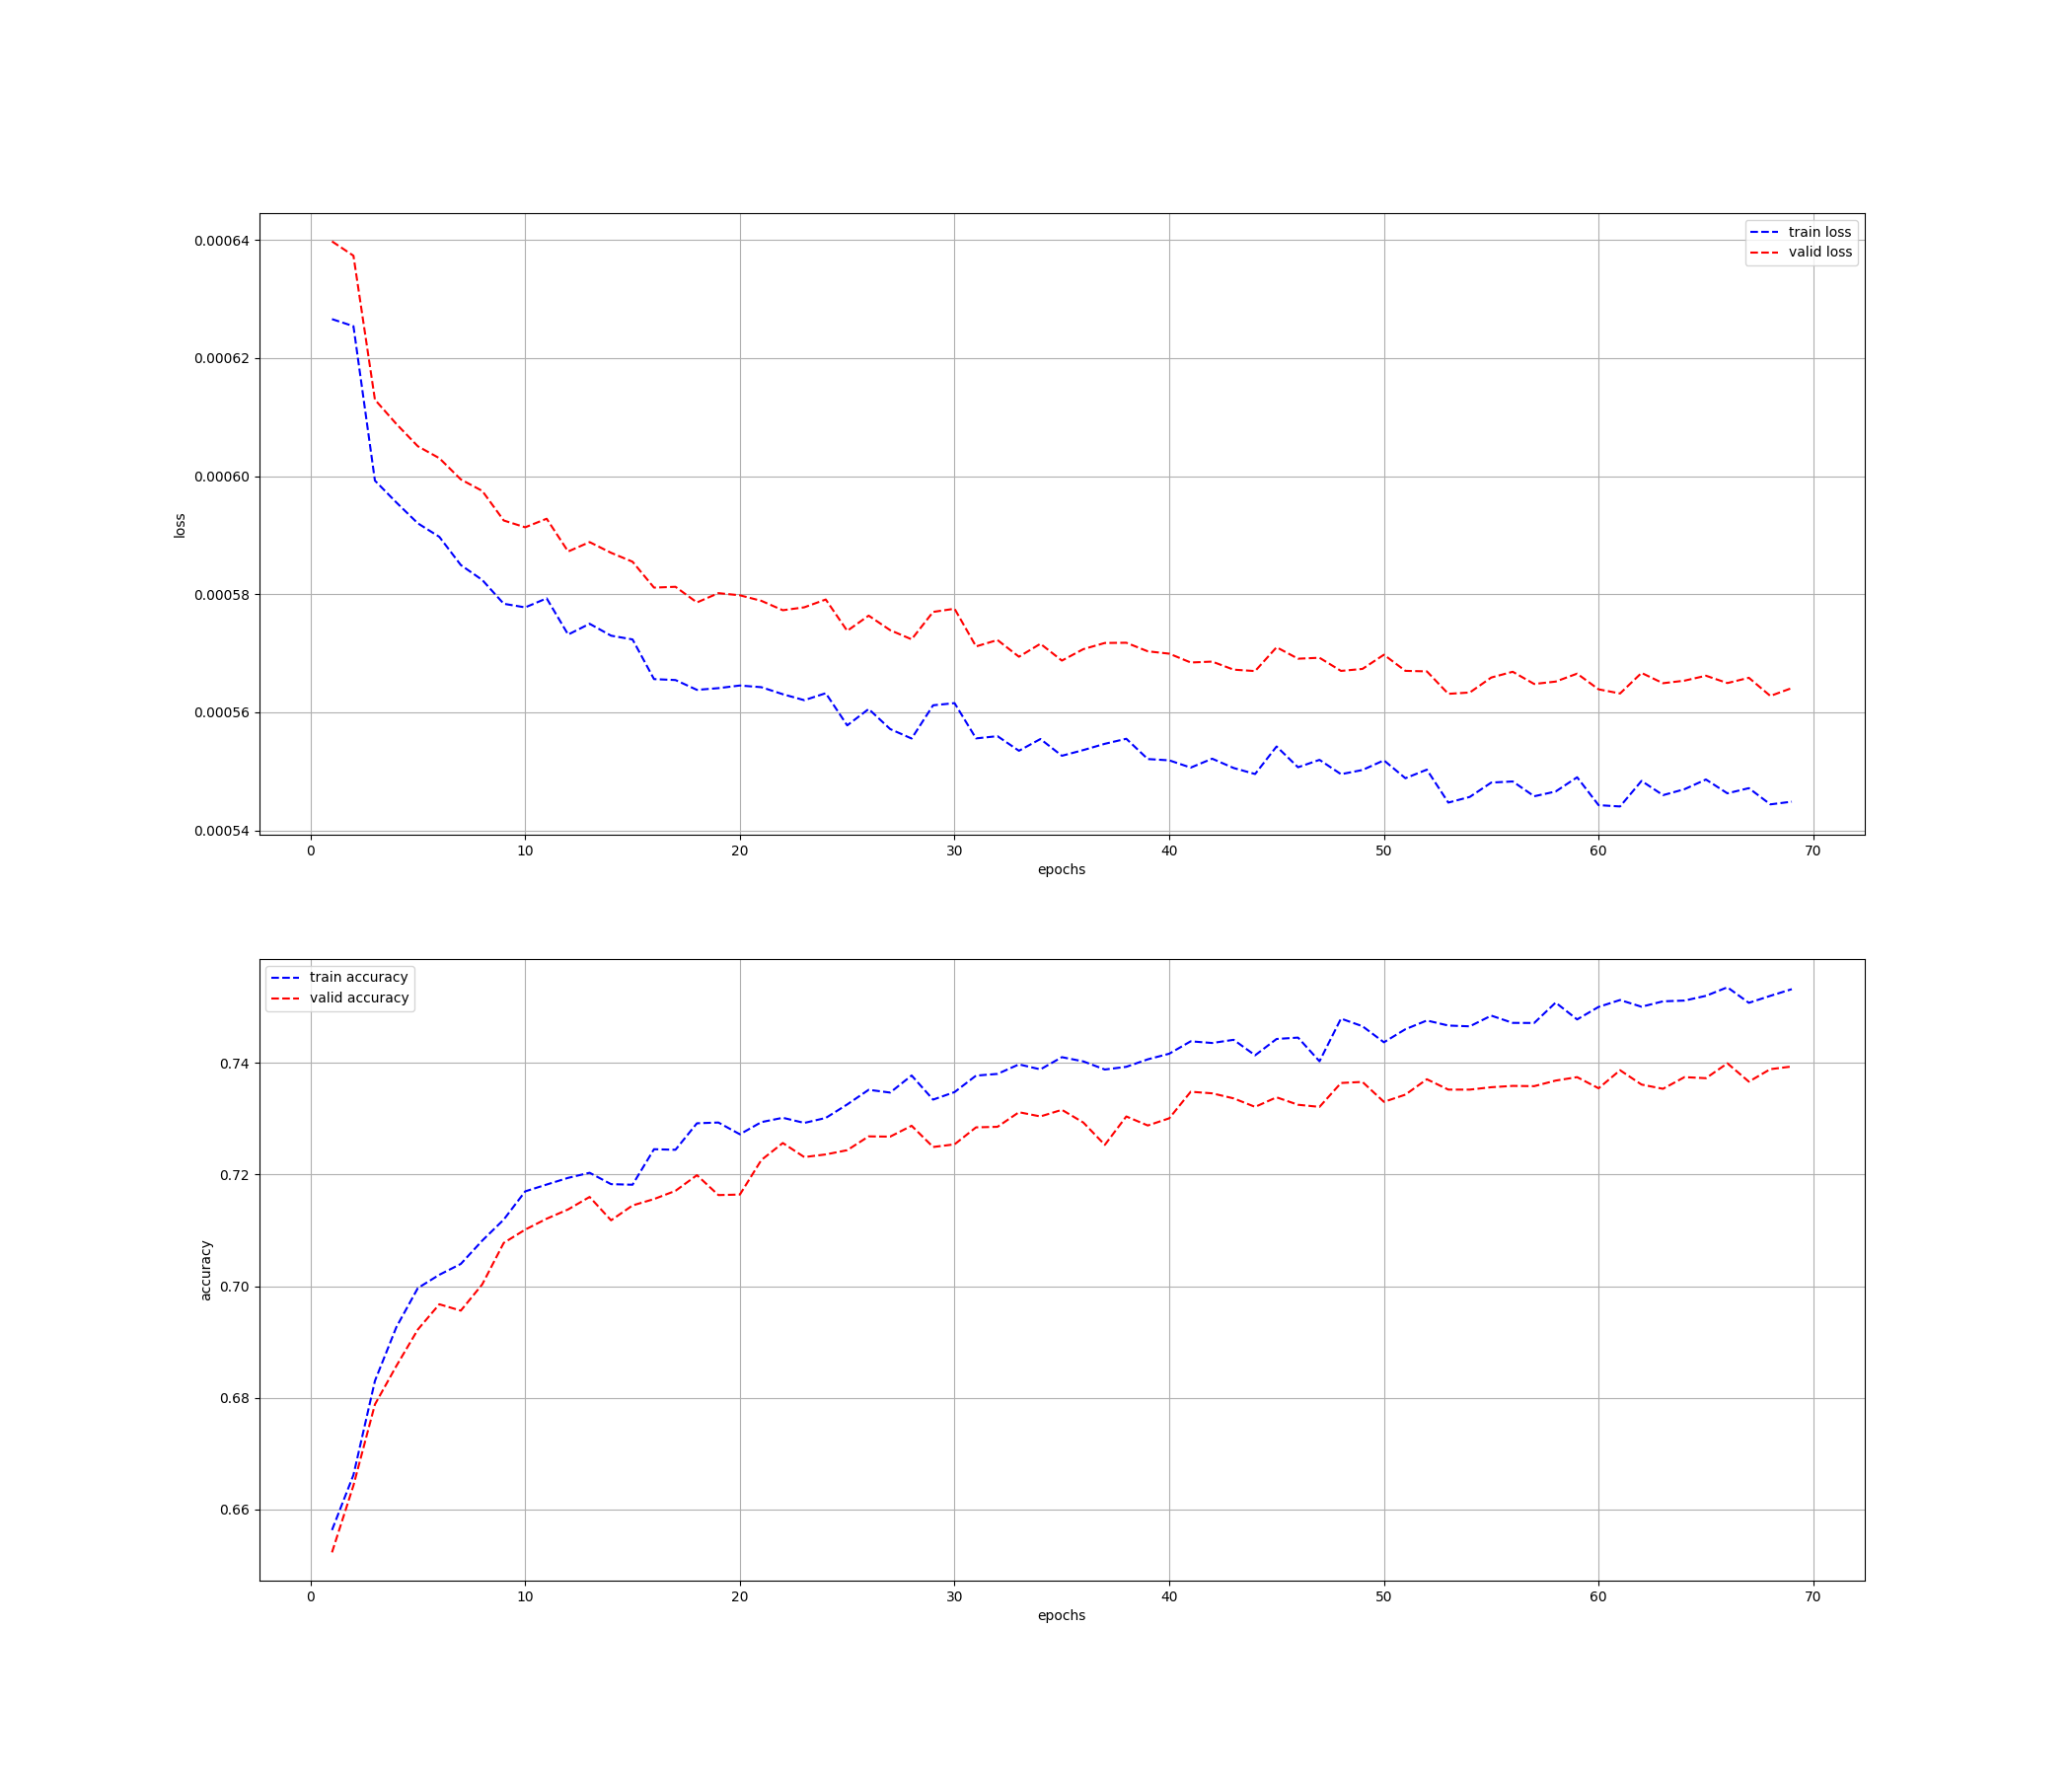 train loss
valid loss
0.00064
0.00062
0.00060
0.00058
0.00056
0.00054
loss
0 10 20 30 40 50 60 70
epochs
train accuracy
valid accuracy
0.74
0.72
0.70
0.68
0.66
accuracy
0 10 20 30 40 50 60 70
epochs